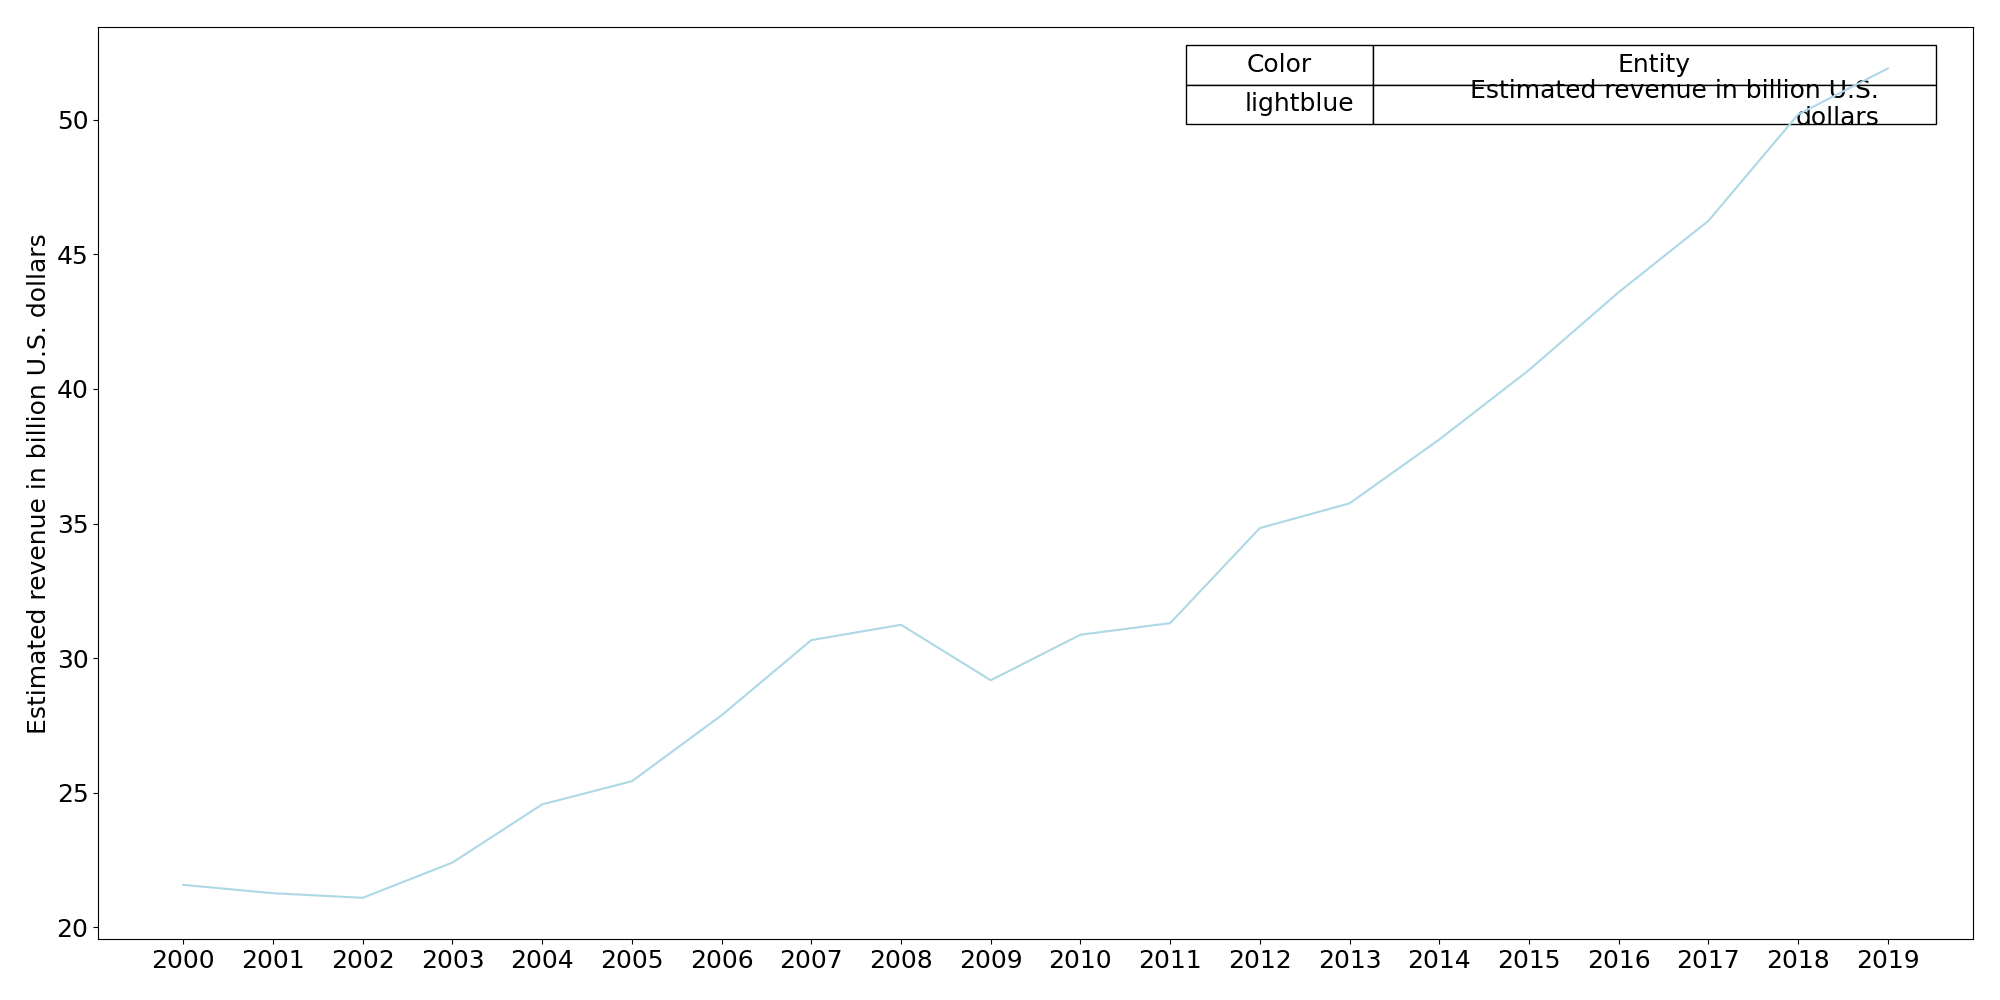 Color Entity
lightblue Estimated revenue in billion U.S.
dollars
Estimated revenue in billion U.S. dollars
50
45
40
35
30
25
20
2000 2001 2002 2003 2004 2005 2006 2007 2008 2009 2010 2011 2012 2013 2014 2015 2016 2017 2018 2019